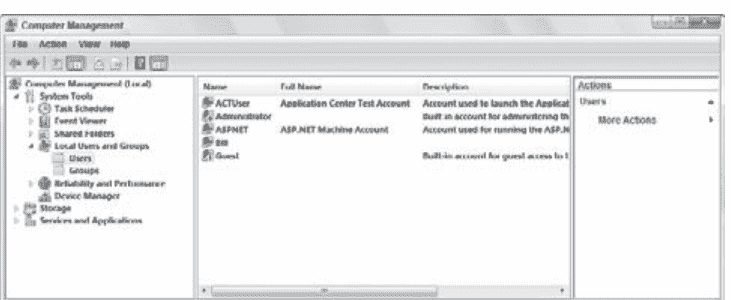 Computer Management
File Action View Help
Computer Management (Local)
System Tools
Task Scheduler
Event Viewer
Shared Folders
Local Users and Groups
Users
Groups
Reliability and Performance
Device Manager
Storage
Services and Applications
Name Full Name Description
ACTUser Application Center Test Account Account used to launch the Applicat
Administrator Built-in account for administering th
ASPNET ASP.NET Machine Account Account used for running the ASP.N
Bill
Guest Built-in account for guest access to t
Actions
Users
More Actions